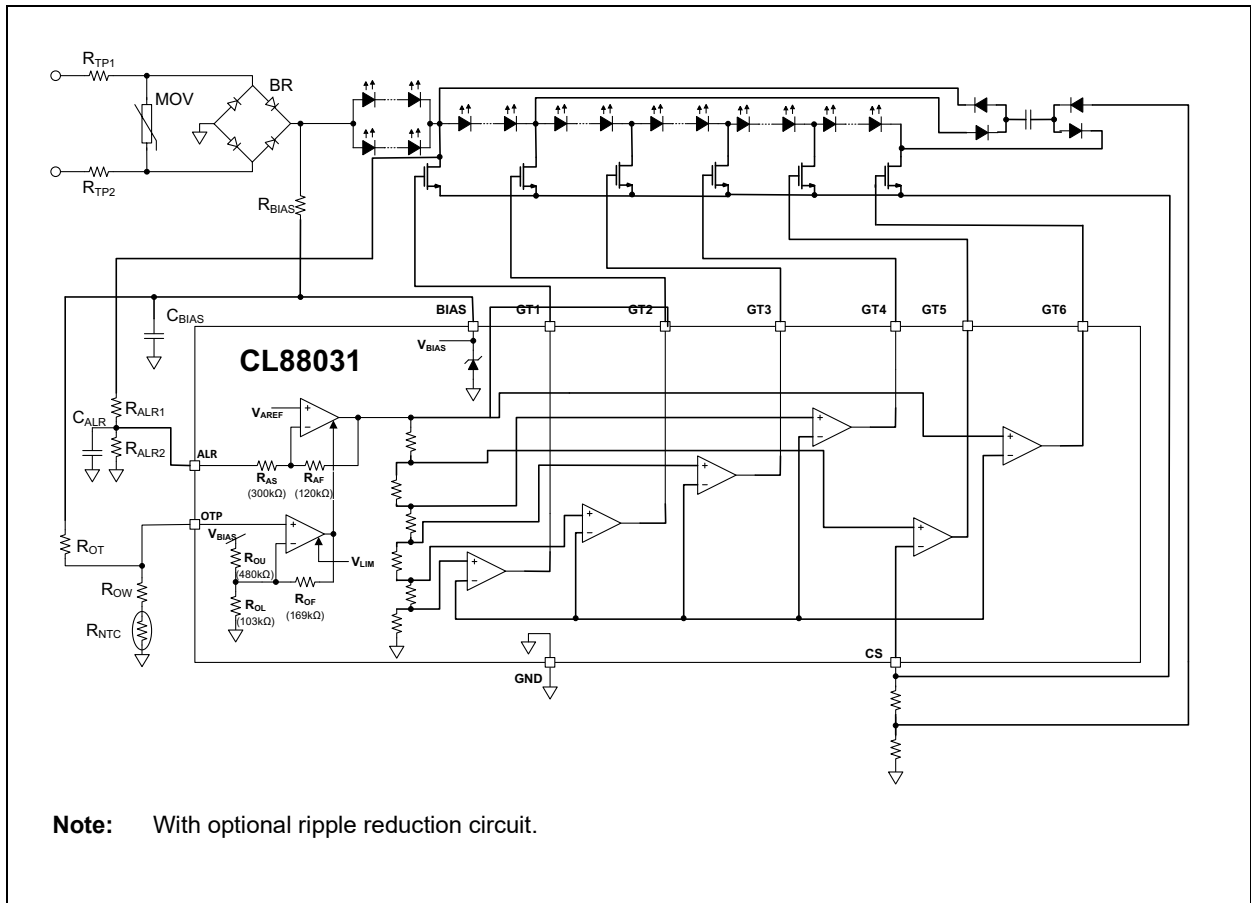 RTP1
MOV
BR
RTP2
RBIAS
CBIAS
BIAS
GT1
GT2
GT3
GT4
GT5
GT6
VBIAS
CL88031
CALR
RALR1
RALR2
VAREF
ALR
RAS
(300kΩ)
RAF
(120kΩ)
OTP
VBIAS
ROT
ROU
(480kΩ)
VLIM
ROW
ROL
(103kΩ)
ROF
(169kΩ)
RNTC
GND
CS
+
−
+
−
+
−
+
−
+
−
+
−
+
−
+
−
Note: With optional ripple reduction circuit.